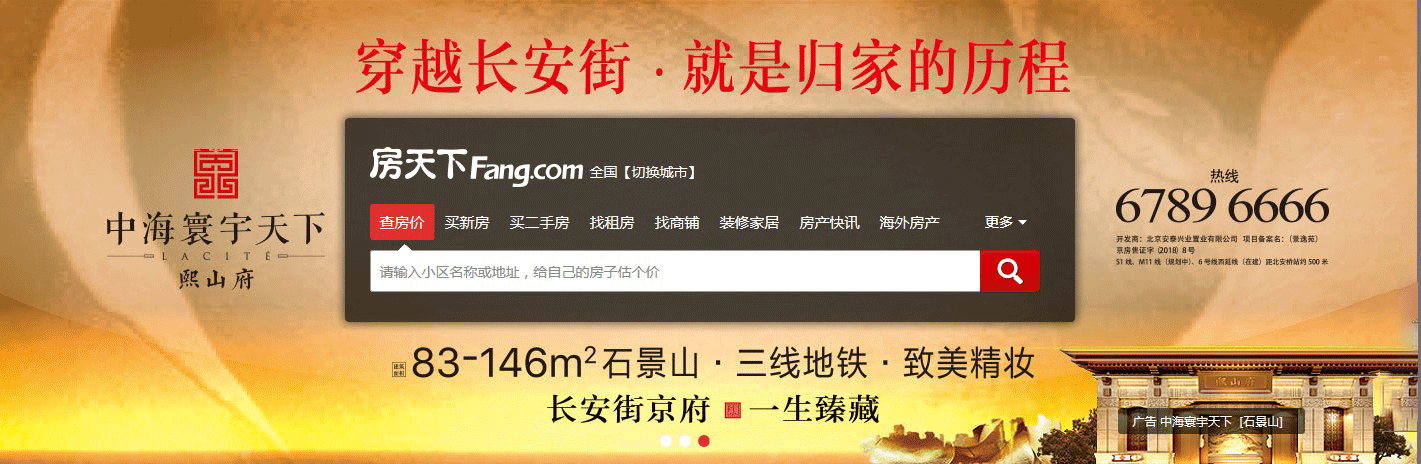 穿越长安街·就是归家的历程
房天下Fang.com 全国【切换城市】
查房价 买新房 买二手房 找租房 找商铺 装修家居 房产快讯 海外房产 更多
请输入小区名称或地址，给自己的房子估个价
中海寰宇天下
LACITÉ
熙山府
热线
6789 6666
开发商：北京安泰兴业置业有限公司 项目备案名：（景逸苑）
京房售证字（2018）8号
S1线、M11线（规划中）、6号线西延线（在建）距北安桥站约500米
建筑面积 83-146m²石景山·三线地铁·致美精妆
长安街京府 一生臻藏
熙山府
广告 中海寰宇天下 [石景山]